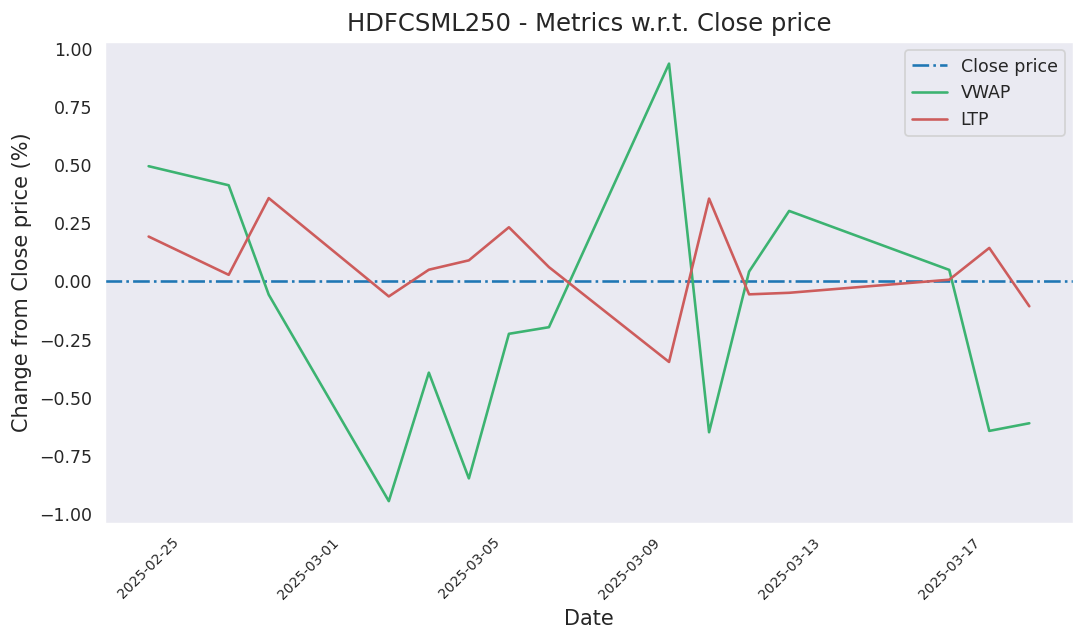 HDFCSML250 - Metrics w.r.t. Close price
Close price
VWAP
LTP
Change from Close price (%)
1.00
0.75
0.50
0.25
0.00
−0.25
−0.50
−0.75
−1.00
2025-02-25
2025-03-01
2025-03-05
2025-03-09
2025-03-13
2025-03-17
Date